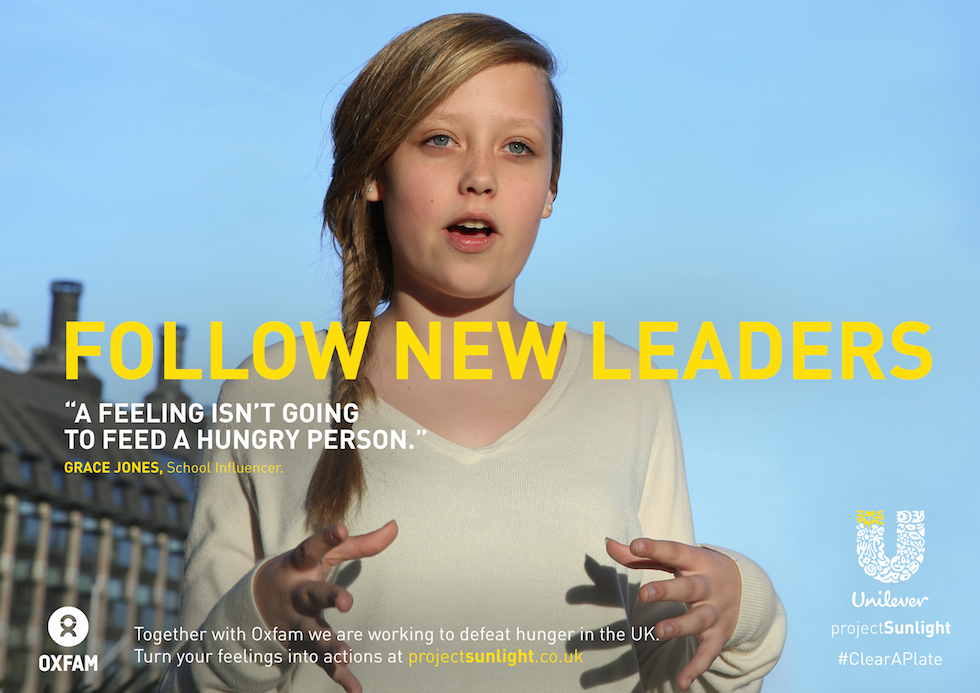 FOLLOW NEW LEADERS
“A FEELING ISN’T GOING
TO FEED A HUNGRY PERSON.”
GRACE JONES, School Influencer.
Unilever
projectSunlight
#ClearAPlate
OXFAM
Together with Oxfam we are working to defeat hunger in the UK.
Turn your feelings into actions at projectsunlight.co.uk